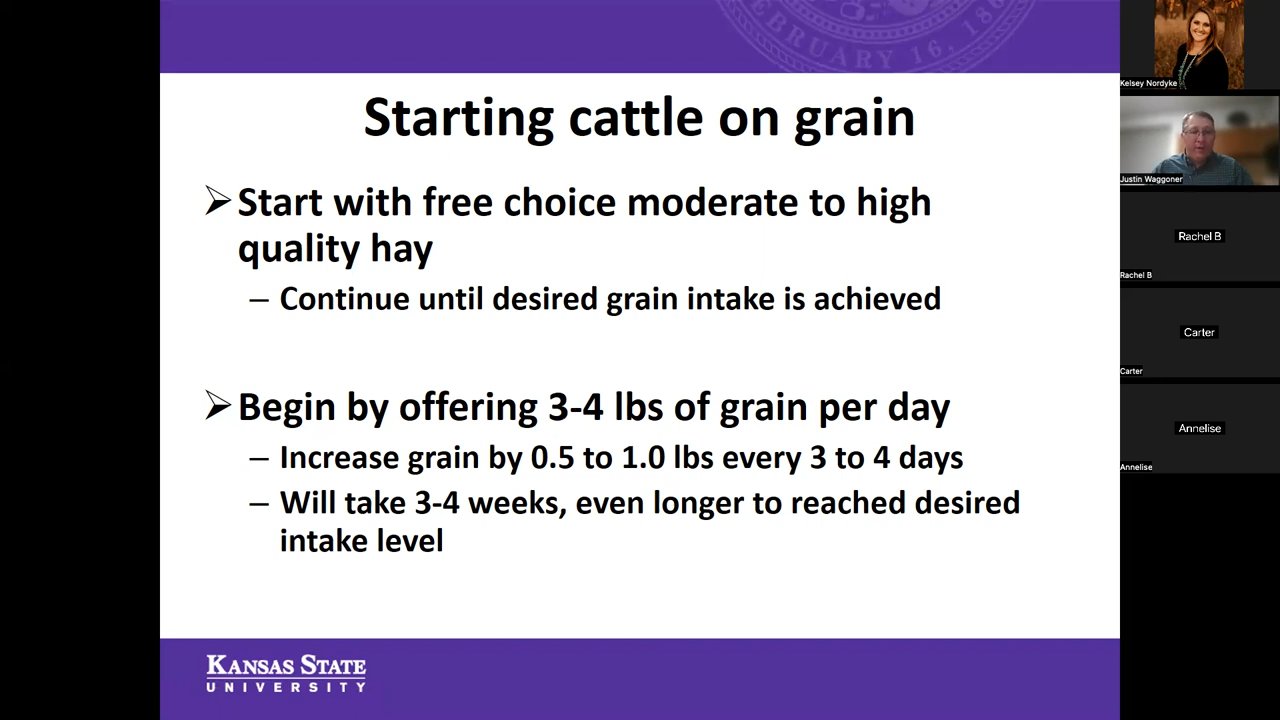 FEBRUARY 16, 186
Starting cattle on grain
Start with free choice moderate to high
quality hay
– Continue until desired grain intake is achieved
Begin by offering 3-4 lbs of grain per day
– Increase grain by 0.5 to 1.0 lbs every 3 to 4 days
– Will take 3-4 weeks, even longer to reached desired
intake level
KANSAS STATE
UNIVERSITY
Kelsey Nordyke
Justin Waggoner
Rachel B
Rachel B
Carter
Carter
Annelise
Annelise